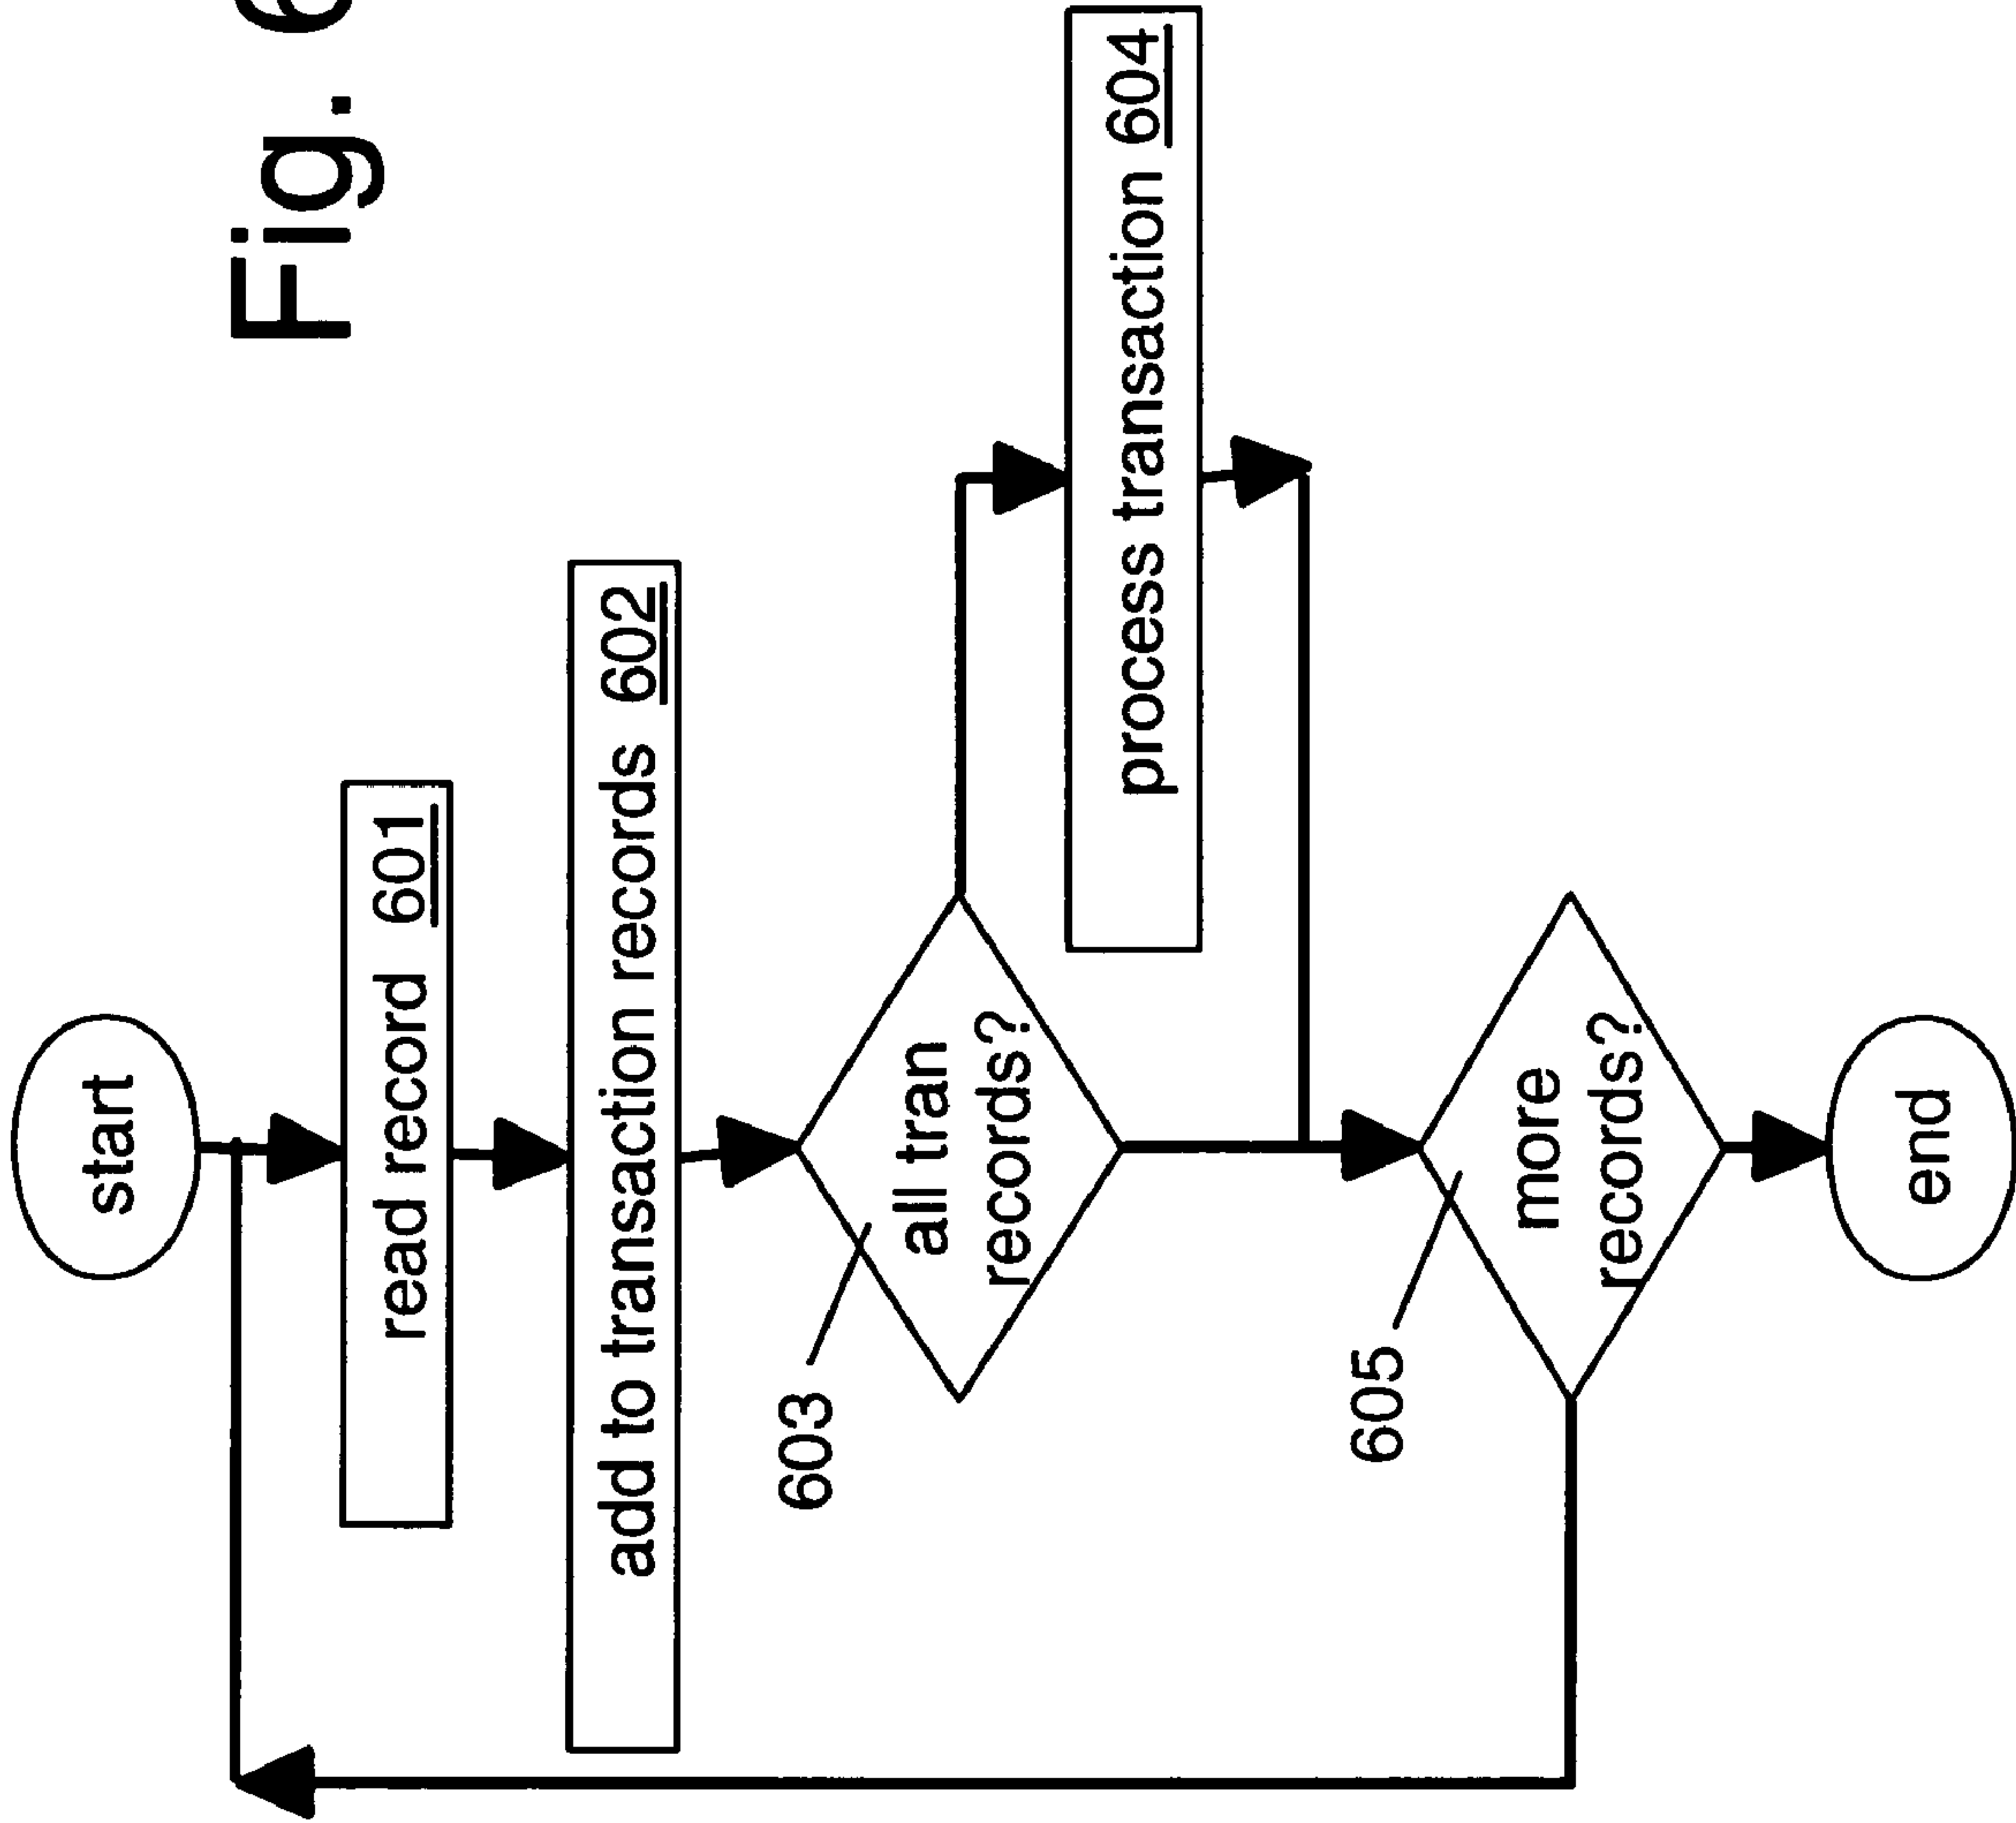 start
Fig. 6
read record 601
add to transaction records 602
603
all tran
records?
process transaction 604
605
more
records?
end